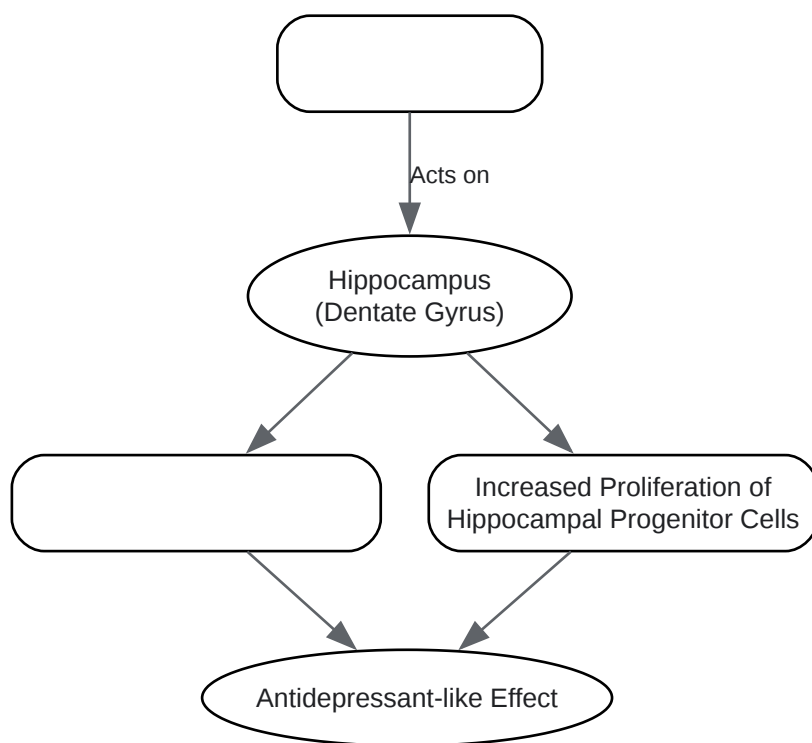 Acts on
Hippocampus
(Dentate Gyrus)
Increased Proliferation of
Hippocampal Progenitor Cells
Antidepressant-like Effect